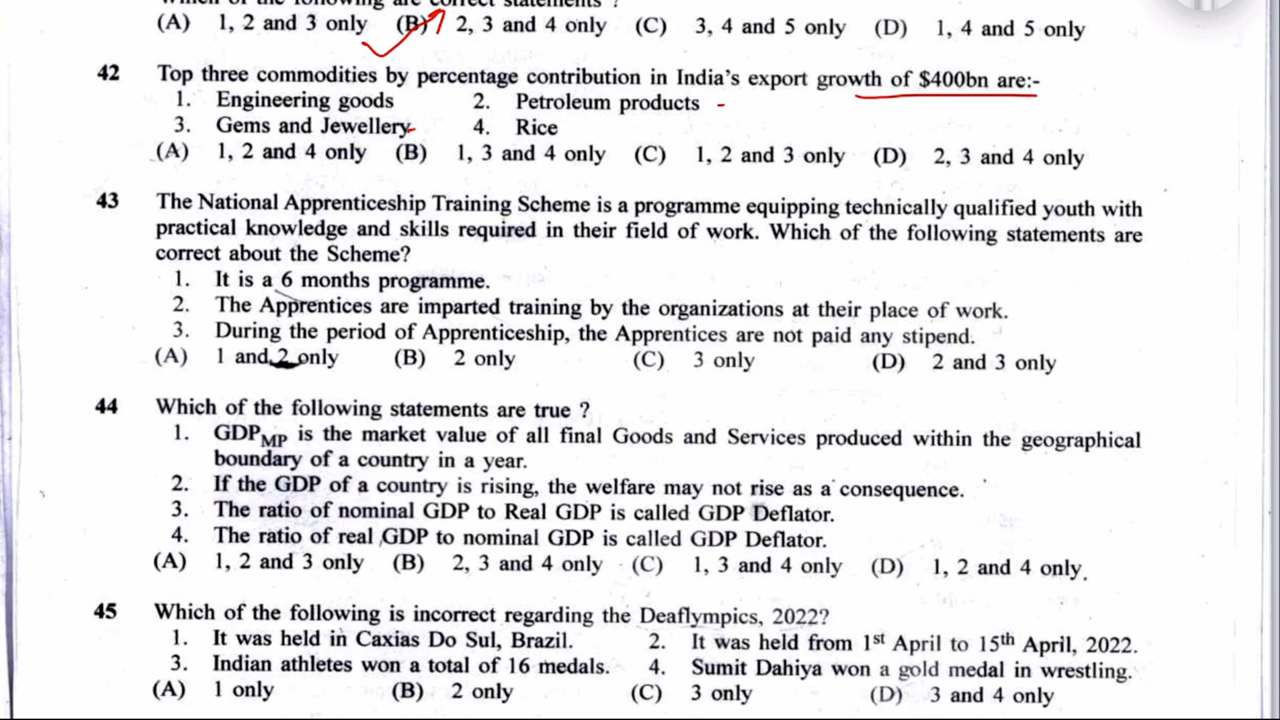 Which of the following are correct statements ?
(A) 1, 2 and 3 only (B) 2, 3 and 4 only (C) 3, 4 and 5 only (D) 1, 4 and 5 only
42 Top three commodities by percentage contribution in India's export growth of $400bn are:-
1. Engineering goods 2. Petroleum products
3. Gems and Jewellery 4. Rice
(A) 1, 2 and 4 only (B) 1, 3 and 4 only (C) 1, 2 and 3 only (D) 2, 3 and 4 only
43 The National Apprenticeship Training Scheme is a programme equipping technically qualified youth with
practical knowledge and skills required in their field of work. Which of the following statements are
correct about the Scheme?
1. It is a 6 months programme.
2. The Apprentices are imparted training by the organizations at their place of work.
3. During the period of Apprenticeship, the Apprentices are not paid any stipend.
(A) 1 and 2 only (B) 2 only (C) 3 only (D) 2 and 3 only
44 Which of the following statements are true ?
1. GDPMP is the market value of all final Goods and Services produced within the geographical
boundary of a country in a year.
2. If the GDP of a country is rising, the welfare may not rise as a consequence.
3. The ratio of nominal GDP to Real GDP is called GDP Deflator.
4. The ratio of real GDP to nominal GDP is called GDP Deflator.
(A) 1, 2 and 3 only (B) 2, 3 and 4 only (C) 1, 3 and 4 only (D) 1, 2 and 4 only.
45 Which of the following is incorrect regarding the Deaflympics, 2022?
1. It was held in Caxias Do Sul, Brazil. 2. It was held from 1st April to 15th April, 2022.
3. Indian athletes won a total of 16 medals. 4. Sumit Dahiya won a gold medal in wrestling.
(A) 1 only (B) 2 only (C) 3 only (D) 3 and 4 only